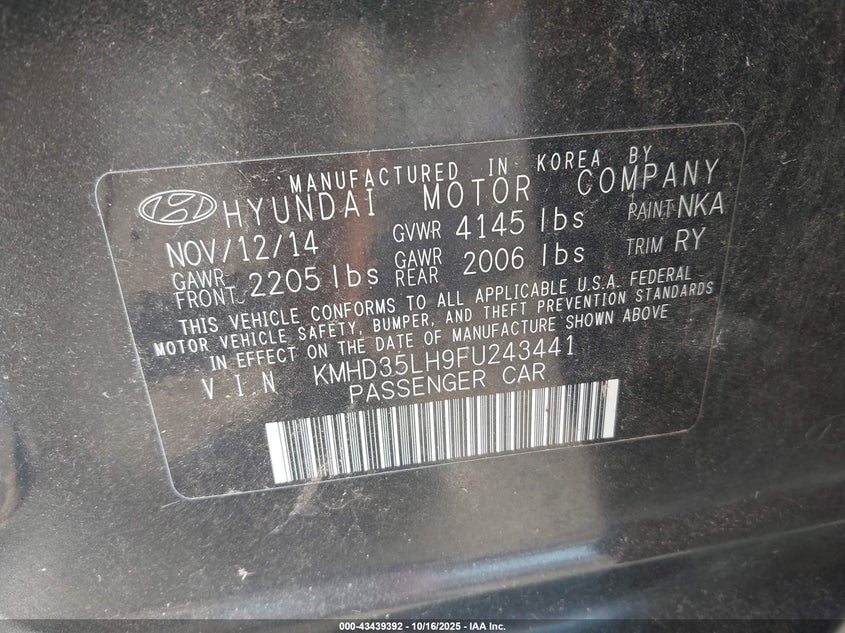 MANUFACTURED IN KOREA BY
HYUNDAI MOTOR COMPANY
NOV/12/14 GVWR 4145 lbs PAINT NKA
GAWR FRONT 2205 lbs GAWR REAR 2006 lbs TRIM RY
THIS VEHICLE CONFORMS TO ALL APPLICABLE U.S.A. FEDERAL
MOTOR VEHICLE SAFETY, BUMPER, AND THEFT PREVENTION STANDARDS
IN EFFECT ON THE DATE OF MANUFACTURE SHOWN ABOVE
V.I.N KMHD35LH9FU243441
PASSENGER CAR
000-43439392 - 10/16/2025 - IAA Inc.